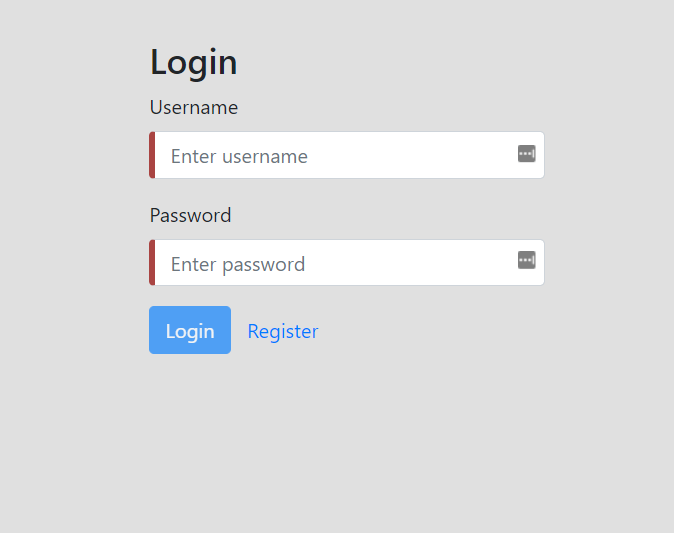 Login
Username
Enter username
Password
Enter password
Login Register